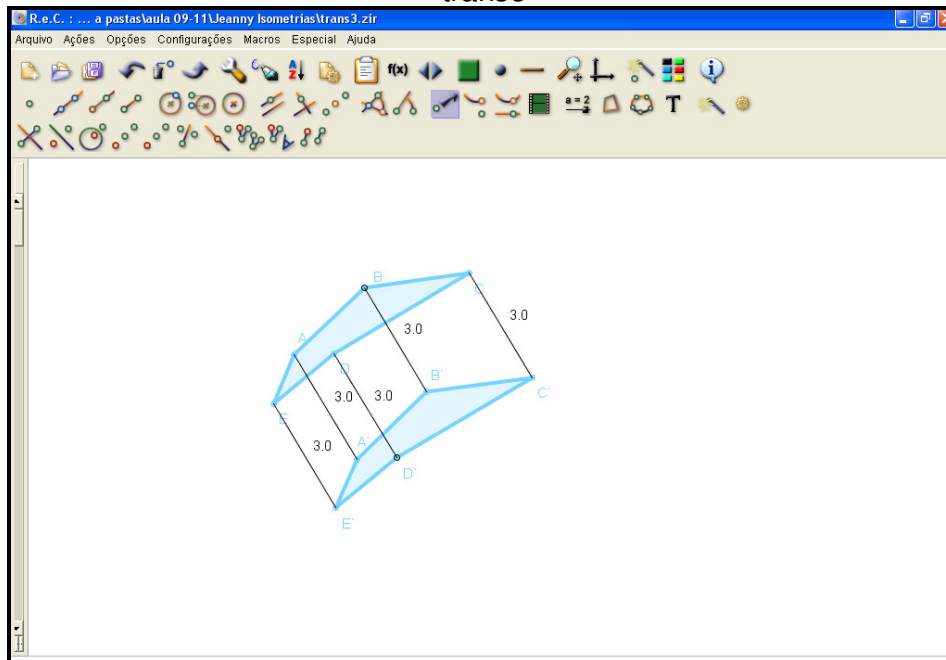 R.e.C. : ... a pastas\aula 09-11\Jeanny Isometrias\trans3.zir
Arquivo Ações Opções Configurações Macros Especial Ajuda
A Z f(x)
a = 2 T
B
C
3.0
3.0
A
D
B`
3.0 3.0
C`
E
3.0
A`
D`
E`